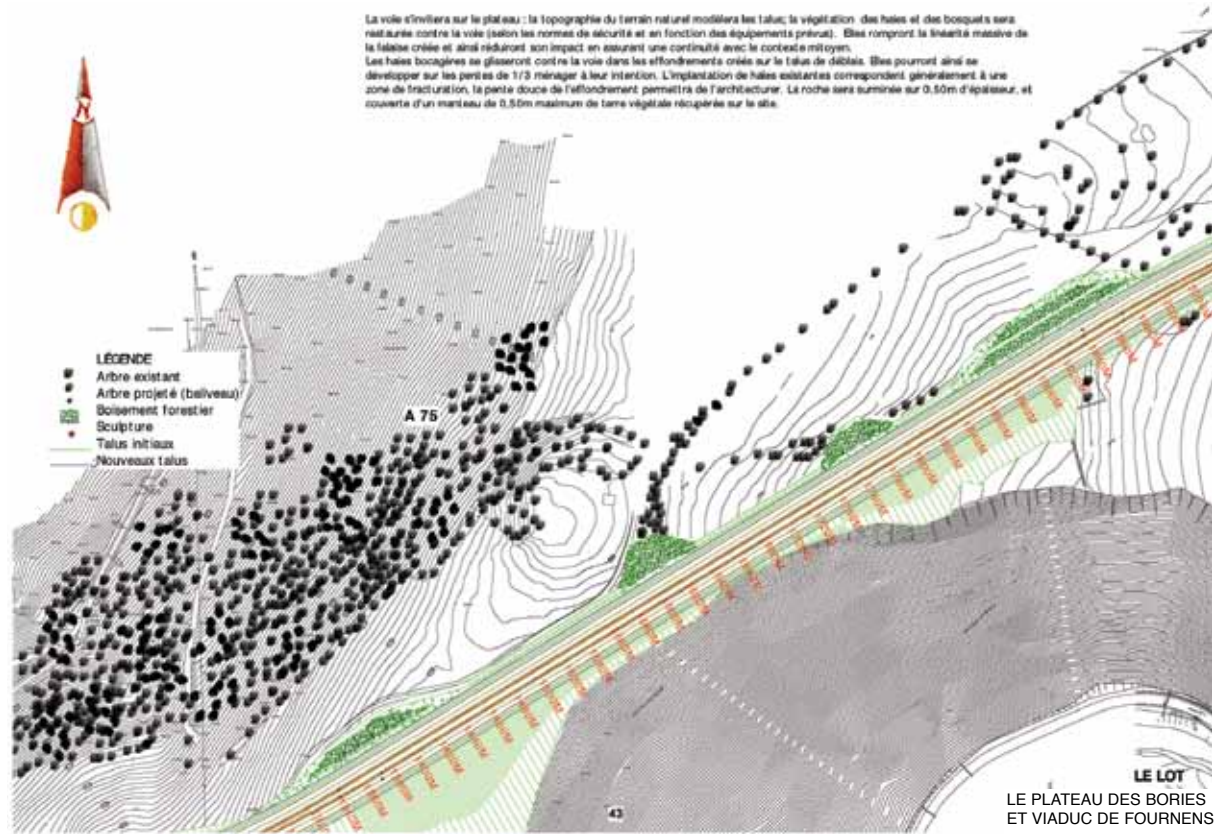 La voie s'invitera sur le plateau : la topographie du terrain naturel modèlera les talus; la végétation des haies et des bosquets sera
restaurée contre la voie (selon les normes de sécurité et en fonction des équipements prévus). Elles rompront la linéarité massive de
la falaise créée et ainsi réduiront son impact en assurant une continuité avec le contexte mitoyen.
Les haies bocagères se glisseront contre la voie dans les effondrements créés sur le talus de déblais. Elles pourront ainsi se
développer sur les pentes de 1/3 ménager à leur intention. L'implantation de haies existantes correspondent généralement à une
zone de fracturation, la pente douce de l'effondrement permettra de l'architecturer. La roche sera surminée sur 0.50m d'épaisseur, et
couverte d'un manteau de 0,50m maximum de terre végétale récupérées sur le site.
LÉGENDE
Arbre existant
Arbre projeté (baliveau)
Boisement forestier
Sculpture
Talus initiaux
Nouveaux talus
A 75
43
LE LOT
LE PLATEAU DES BORIES
ET VIADUC DE FOURNENS